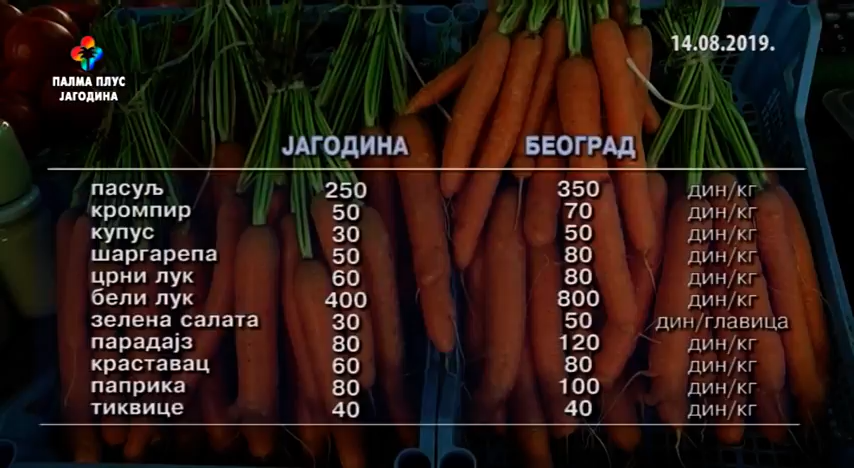 ПАЛМА ПЛУС
ЈАГОДИНА
14.08.2019.
ЈАГОДИНА БЕОГРАД
пасуљ 250 350 дин/кг
кромпир 50 70 дин/кг
купус 30 50 дин/кг
шаргарепа 50 80 дин/кг
црни лук 60 80 дин/кг
бели лук 400 800 дин/кг
зелена салата 30 50 дин/главица
парадајз 80 120 дин/кг
краставац 60 80 дин/кг
паприка 80 100 дин/кг
тиквице 40 40 дин/кг